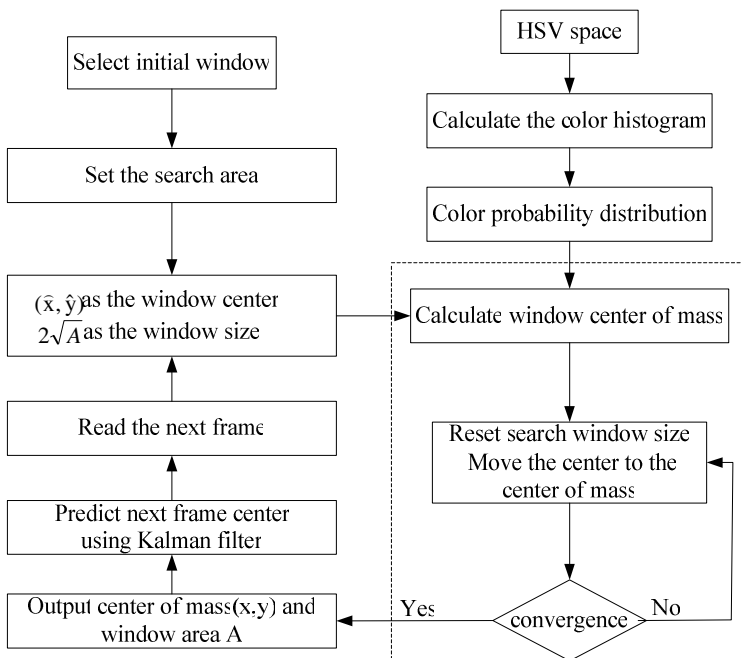 Select initial window
Set the search area
(x̂, ŷ) as the window center
2√A as the window size
Read the next frame
Predict next frame center
using Kalman filter
Output center of mass(x,y) and
window area A
HSV space
Calculate the color histogram
Color probability distribution
Calculate window center of mass
Reset search window size
Move the center to the
center of mass
convergence
Yes
No